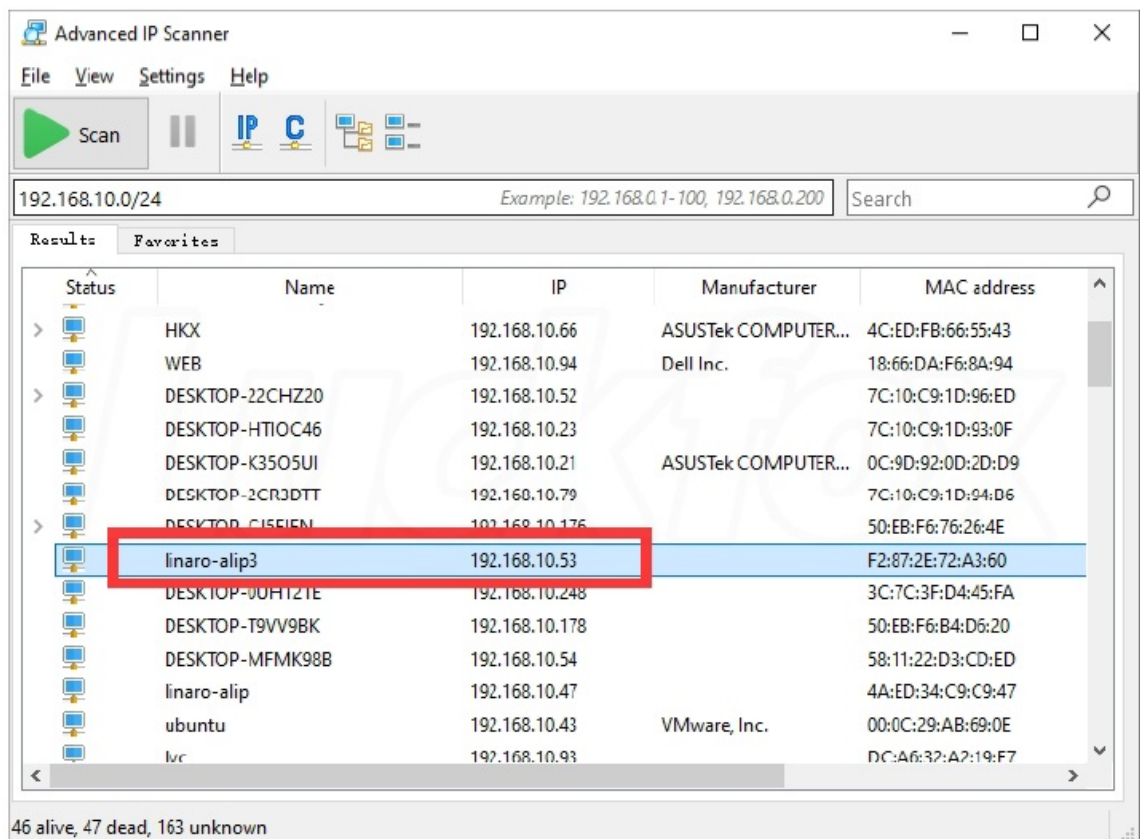 Advanced IP Scanner
File View Settings Help
Scan IP C
192.168.10.0/24 Example: 192.168.0.1-100, 192.168.0.200 Search
Results Favorites
Status Name IP Manufacturer MAC address
HKX 192.168.10.66 ASUSTek COMPUTER... 4C:ED:FB:66:55:43
WEB 192.168.10.94 Dell Inc. 18:66:DA:F6:8A:94
DESKTOP-22CHZ20 192.168.10.52 7C:10:C9:1D:96:ED
DESKTOP-HTIOC46 192.168.10.23 7C:10:C9:1D:93:0F
DESKTOP-K35O5UI 192.168.10.21 ASUSTek COMPUTER... 0C:9D:92:0D:2D:D9
DESKTOP-2CR3DTT 192.168.10.79 7C:10:C9:1D:94:B6
192.168.10.176 50:EB:F6:76:26:4E
linaro-alip3 192.168.10.53 F2:87:2E:72:A3:60
DESKTOP-0UH121E 192.168.10.248 3C:7C:3F:D4:45:FA
DESKTOP-T9VV9BK 192.168.10.178 50:EB:F6:B4:D6:20
DESKTOP-MFMK98B 192.168.10.54 58:11:22:D3:CD:ED
linaro-alip 192.168.10.47 4A:ED:34:C9:C9:47
ubuntu 192.168.10.43 VMware, Inc. 00:0C:29:AB:69:0E
192.168.10.93 DC:A6:32:A2:19:F7
46 alive, 47 dead, 163 unknown
Luckfox